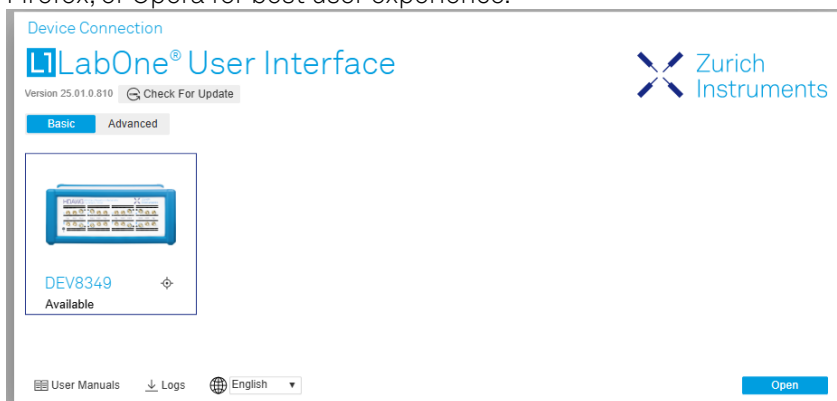 Firefox, or Opera for best user experience.
Device Connection
LabOne® User Interface
Zurich
Instruments
Version 25.01.0.810 Check For Update
Basic Advanced
DEV8349
Available
User Manuals Logs English
Open